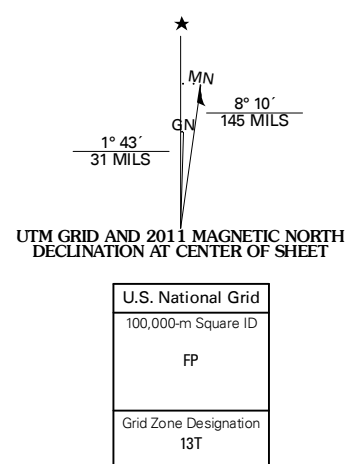 MN
GN
8° 10´
145 MILS
1° 43´
31 MILS
UTM GRID AND 2011 MAGNETIC NORTH
DECLINATION AT CENTER OF SHEET
U.S. National Grid
100,000-m Square ID
FP
Grid Zone Designation
13T